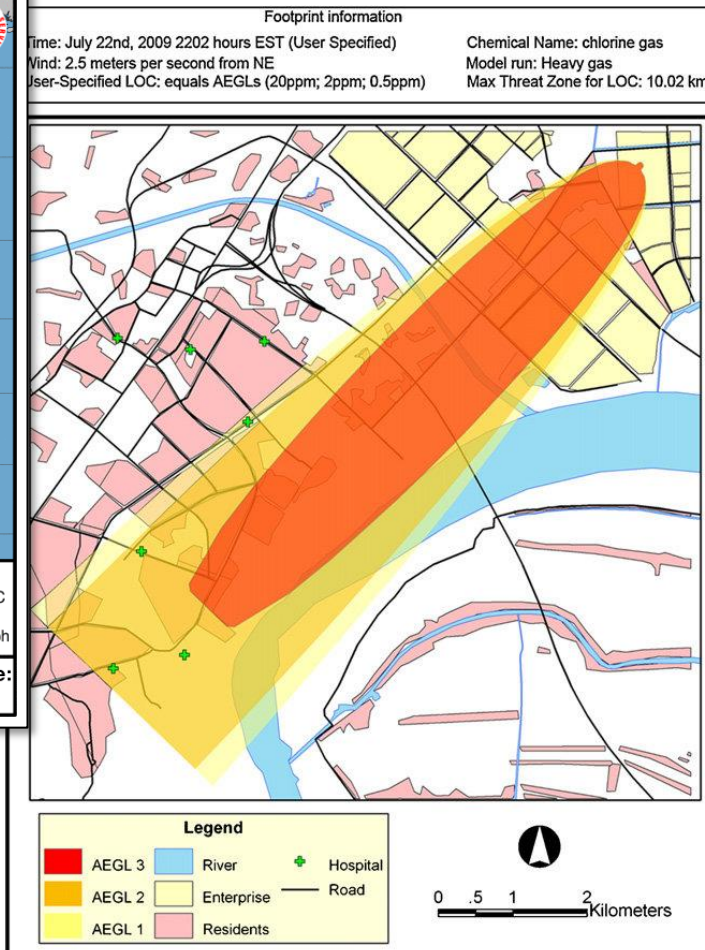 Footprint information
Time: July 22nd, 2009 2202 hours EST (User Specified)
Wind: 2.5 meters per second from NE
User-Specified LOC: equals AEGLs (20ppm; 2ppm; 0.5ppm)
Chemical Name: chlorine gas
Model run: Heavy gas
Max Threat Zone for LOC: 10.02 km
Legend
AEGL 3
River
Hospital
AEGL 2
Enterprise
Road
AEGL 1
Residents
0 .5 1 2
Kilometers